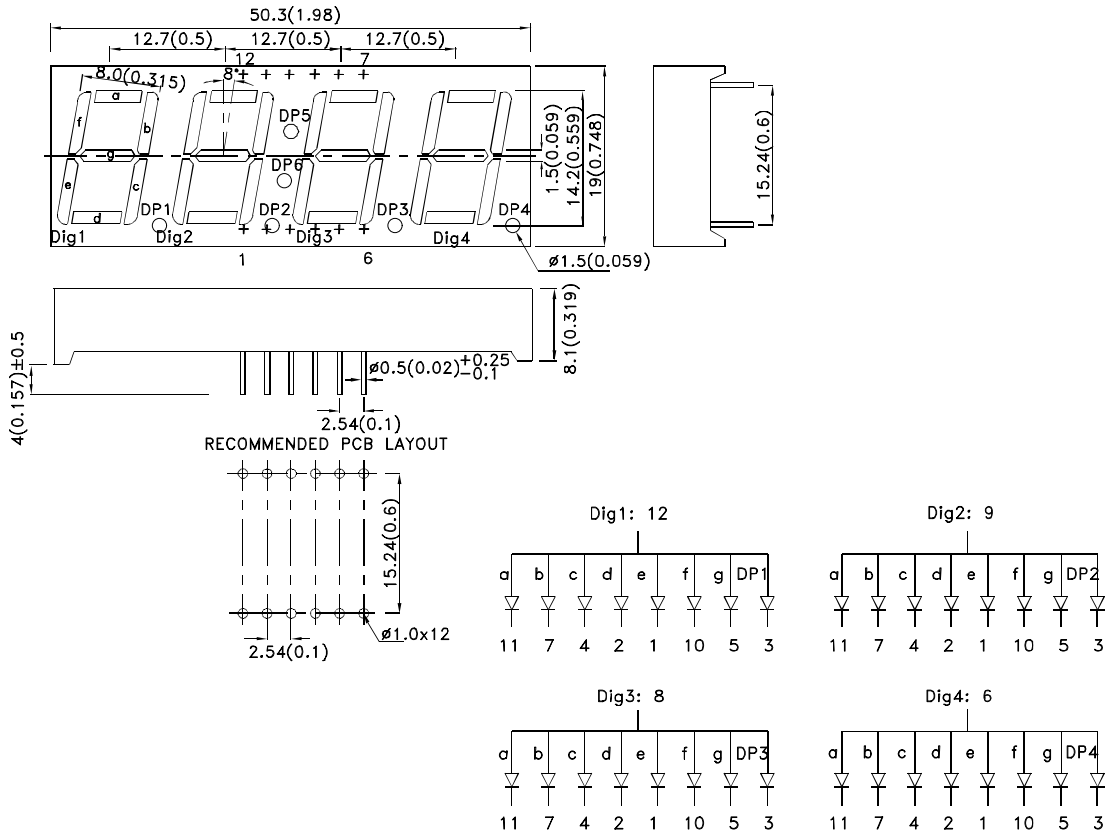 50.3(1.98)
12.7(0.5) 12.7(0.5) 12.7(0.5)
12 7
8.0(0.315) 8°
a
f b
g
e c
d
DP5
DP6
DP1 DP2 DP3 DP4
Dig1 Dig2 Dig3 Dig4
1 6
1.5(0.059)
14.2(0.559)
19(0.748)
ø1.5(0.059)
15.24(0.6)
8.1(0.319)
4(0.157)±0.5
ø0.5(0.02)+0.25
−0.1
2.54(0.1)
RECOMMENDED PCB LAYOUT
15.24(0.6)
ø1.0x12
2.54(0.1)
Dig1: 12
a b c d e f g DP1
11 7 4 2 1 10 5 3
Dig2: 9
a b c d e f g DP2
11 7 4 2 1 10 5 3
Dig3: 8
a b c d e f g DP3
11 7 4 2 1 10 5 3
Dig4: 6
a b c d e f g DP4
11 7 4 2 1 10 5 3